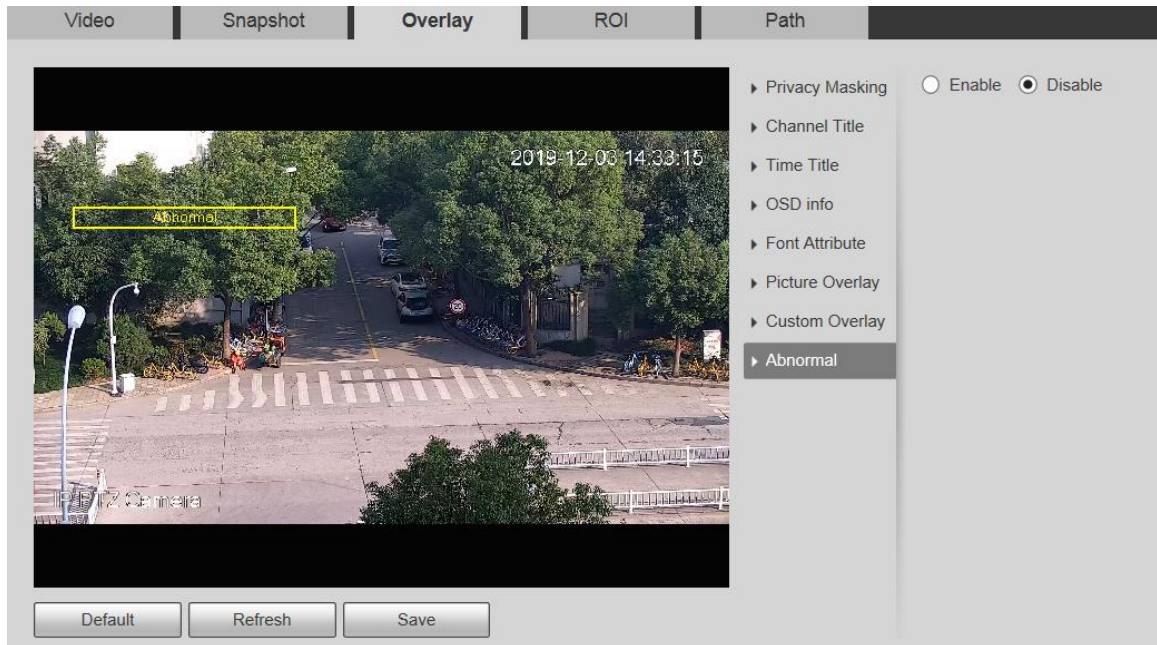 Video Snapshot Overlay ROI Path
2019-12-03 14:33:15
Abnormal
IP PTZ Camera
Privacy Masking
Channel Title
Time Title
OSD info
Font Attribute
Picture Overlay
Custom Overlay
Abnormal
Enable Disable
Default Refresh Save